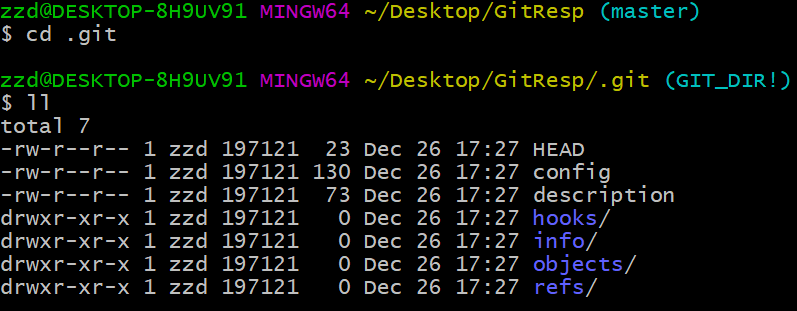 zzd@DESKTOP-8H9UV91 MINGW64 ~/Desktop/GitResp (master)
$ cd .git
zzd@DESKTOP-8H9UV91 MINGW64 ~/Desktop/GitResp/.git (GIT_DIR!)
$ ll
total 7
-rw-r--r-- 1 zzd 197121  23 Dec 26 17:27 HEAD
-rw-r--r-- 1 zzd 197121 130 Dec 26 17:27 config
-rw-r--r-- 1 zzd 197121  73 Dec 26 17:27 description
drwxr-xr-x 1 zzd 197121   0 Dec 26 17:27 hooks/
drwxr-xr-x 1 zzd 197121   0 Dec 26 17:27 info/
drwxr-xr-x 1 zzd 197121   0 Dec 26 17:27 objects/
drwxr-xr-x 1 zzd 197121   0 Dec 26 17:27 refs/